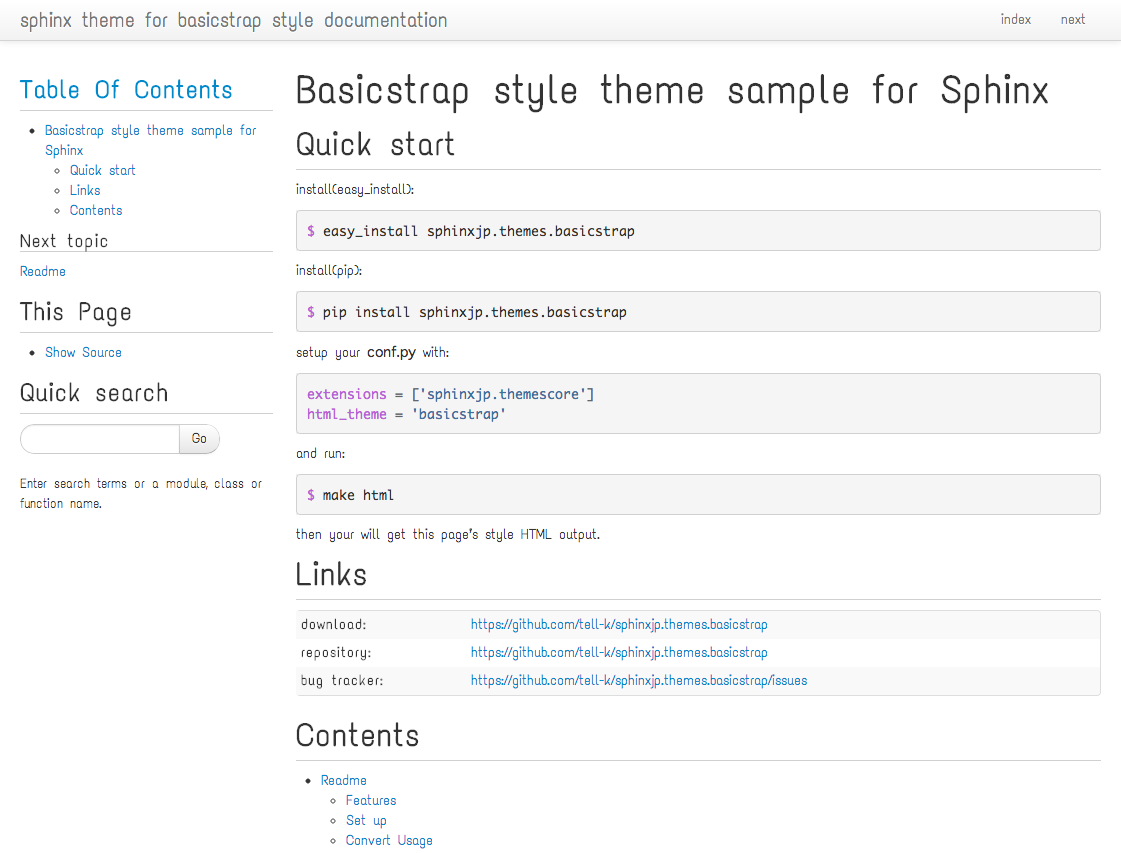 sphinx theme for basicstrap style documentation
index
next
Table Of Contents
Basicstrap style theme sample for
Sphinx
Quick start
Links
Contents
Next topic
Readme
This Page
Show Source
Quick search
Go
Enter search terms or a module, class or
function name.
Basicstrap style theme sample for Sphinx
Quick start
install(easy_install):
$ easy_install sphinxjp.themes.basicstrap
install(pip):
$ pip install sphinxjp.themes.basicstrap
setup your conf.py with:
extensions = ['sphinxjp.themescore']
html_theme = 'basicstrap'
and run:
$ make html
then your will get this page's style HTML output.
Links
download: https://github.com/tell-k/sphinxjp.themes.basicstrap
repository: https://github.com/tell-k/sphinxjp.themes.basicstrap
bug tracker: https://github.com/tell-k/sphinxjp.themes.basicstrap/issues
Contents
Readme
Features
Set up
Convert Usage